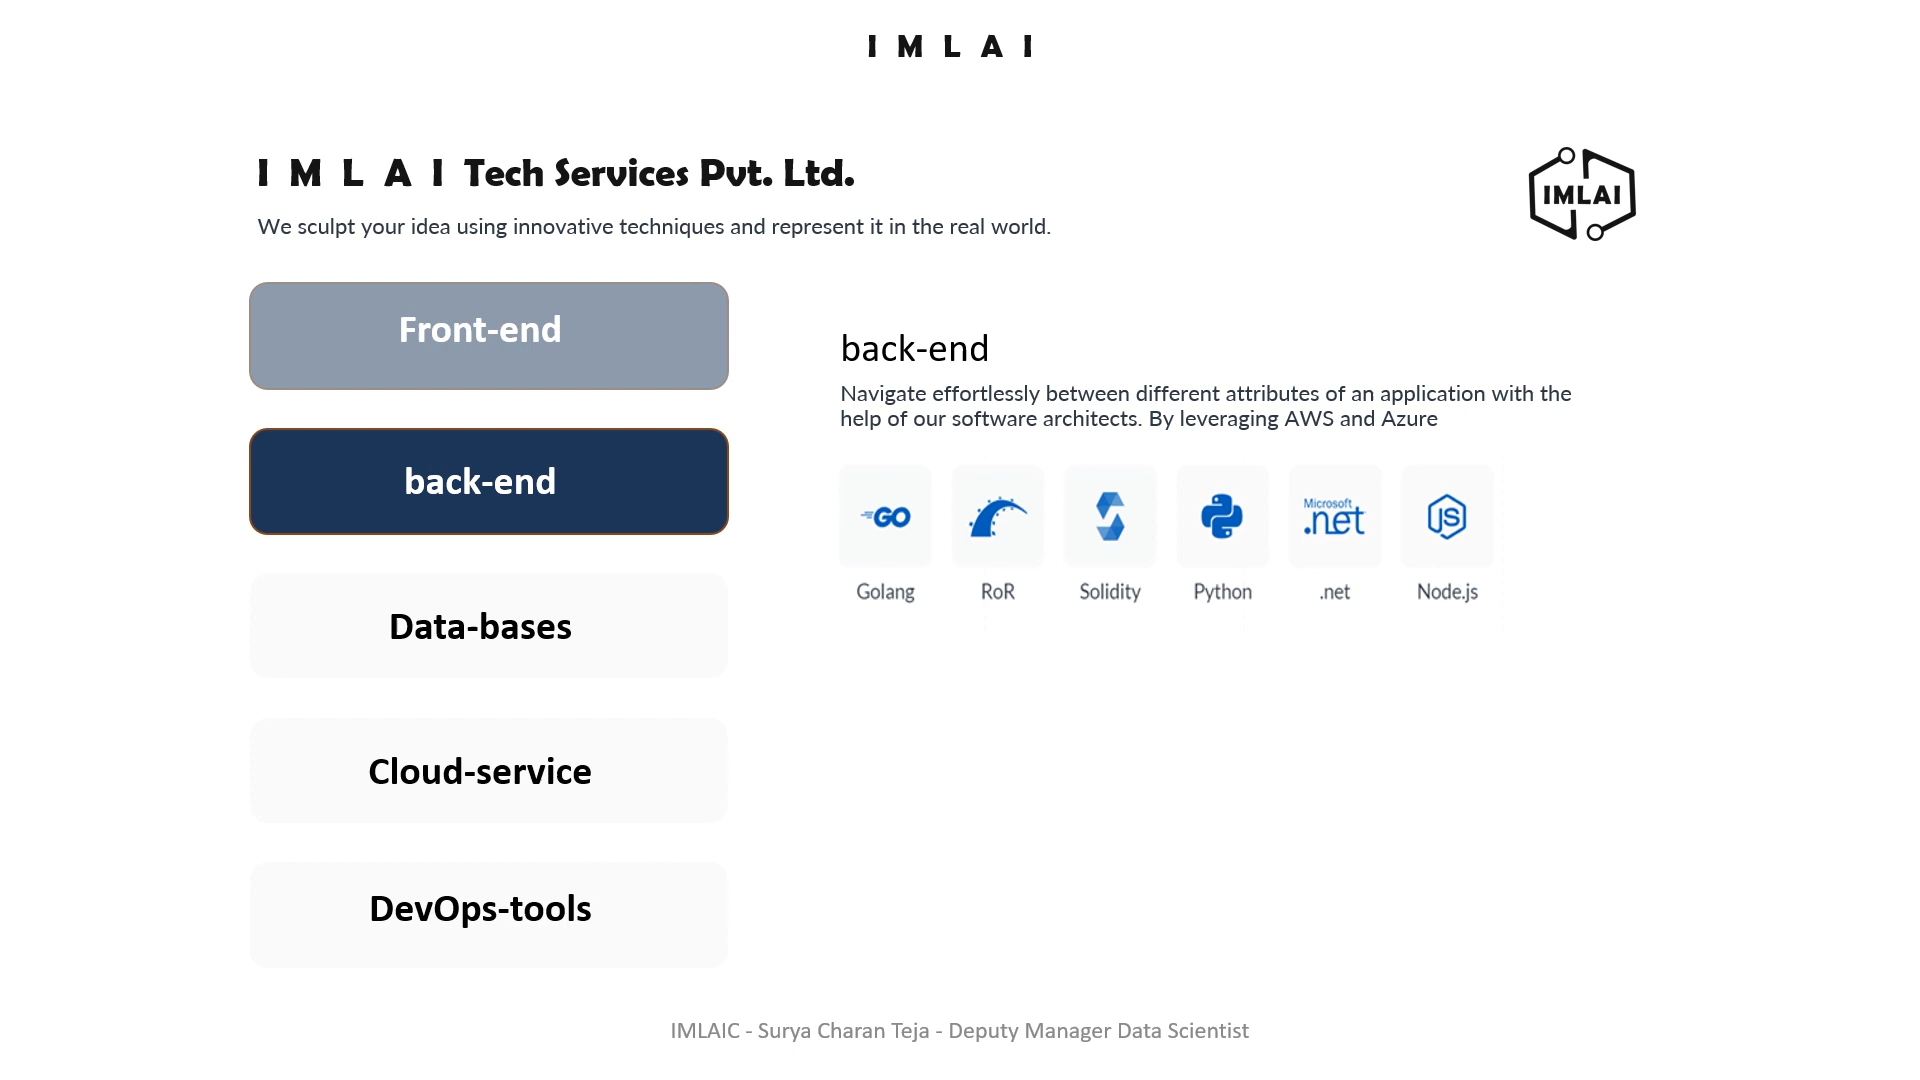 I M L A I
I M L A I Tech Services Pvt. Ltd.
We sculpt your idea using innovative techniques and represent it in the real world.
IMLAI
Front-end
back-end
Data-bases
Cloud-service
DevOps-tools
back-end
Navigate effortlessly between different attributes of an application with the
help of our software architects. By leveraging AWS and Azure
GO
Microsoft
.net
JS
Golang RoR Solidity Python .net Node.js
IMLAIC - Surya Charan Teja - Deputy Manager Data Scientist